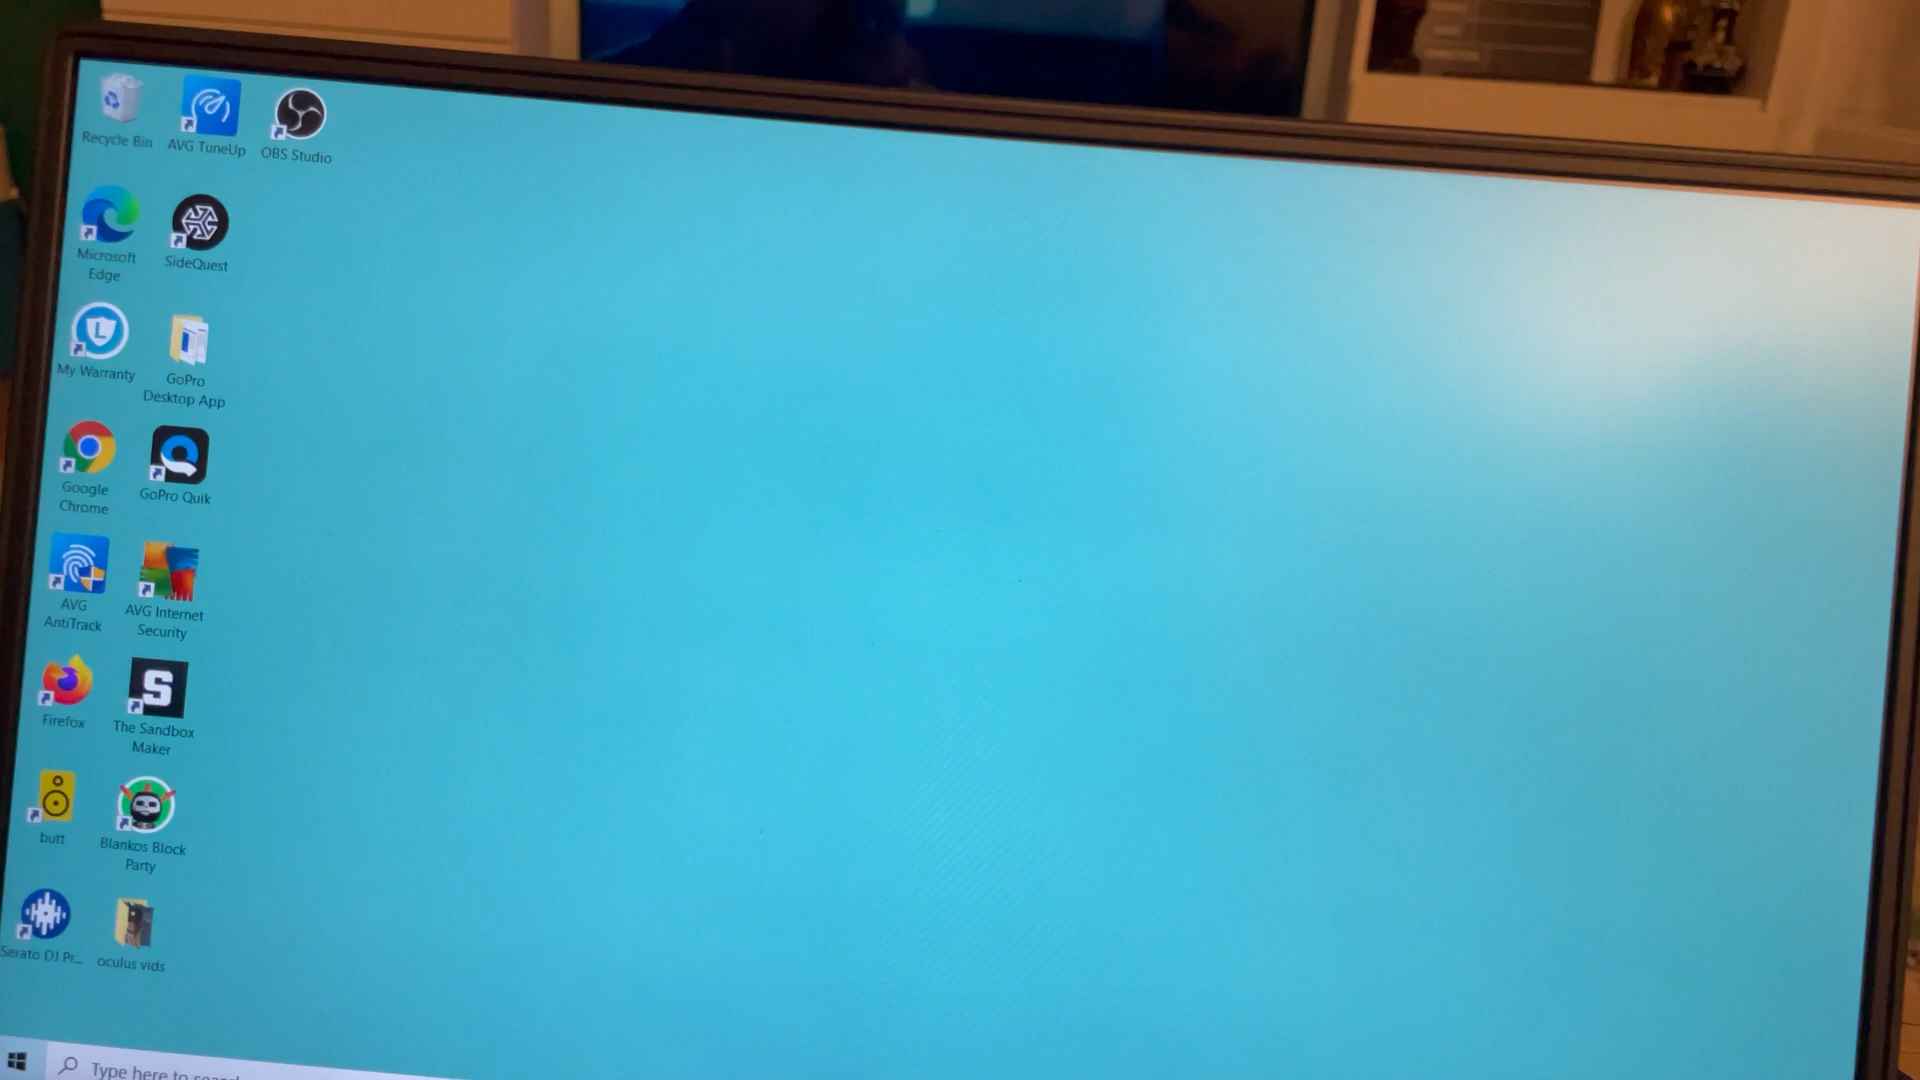 Recycle Bin
AVG TuneUp
OBS Studio
Microsoft
Edge
SideQuest
L
My Warranty
GoPro
Desktop App
Google
Chrome
GoPro Quik
AVG
AntiTrack
AVG Internet
Security
Firefox
S
The Sandbox
Maker
butt
Blankos Block
Party
Serato DJ Pr...
oculus vids
Type here to